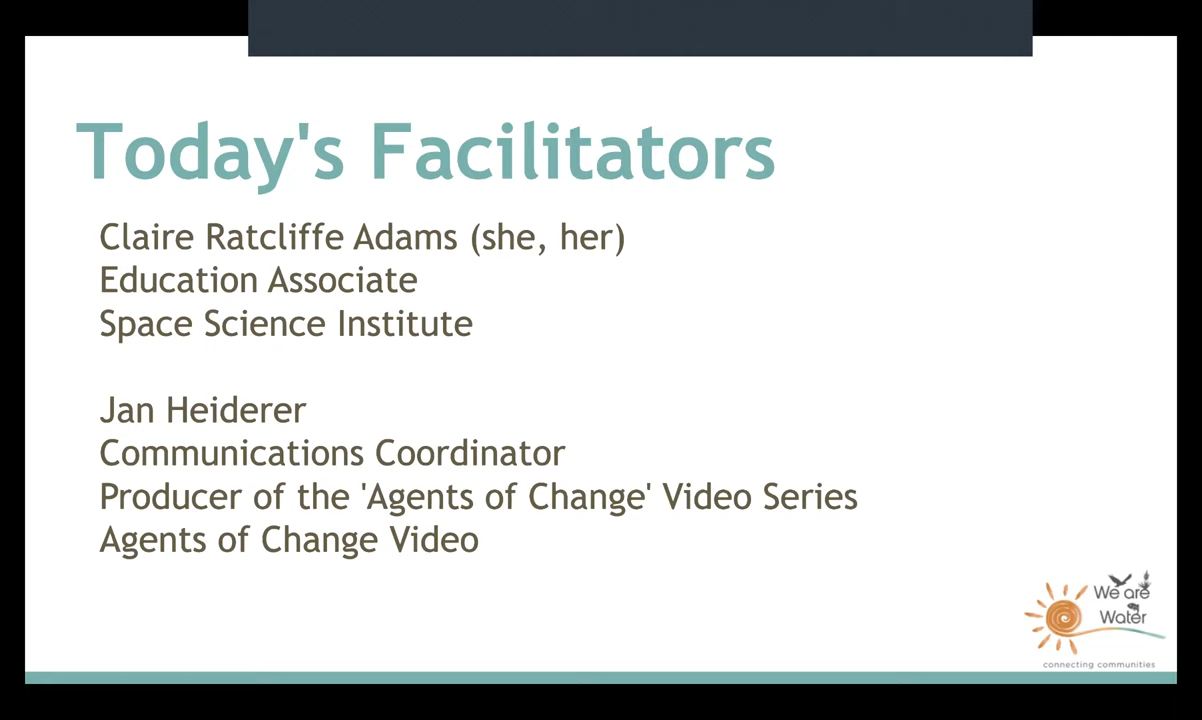 Today's Facilitators
Claire Ratcliffe Adams (she, her)
Education Associate
Space Science Institute
Jan Heiderer
Communications Coordinator
Producer of the 'Agents of Change' Video Series
Agents of Change Video
We are
Water
connecting communities